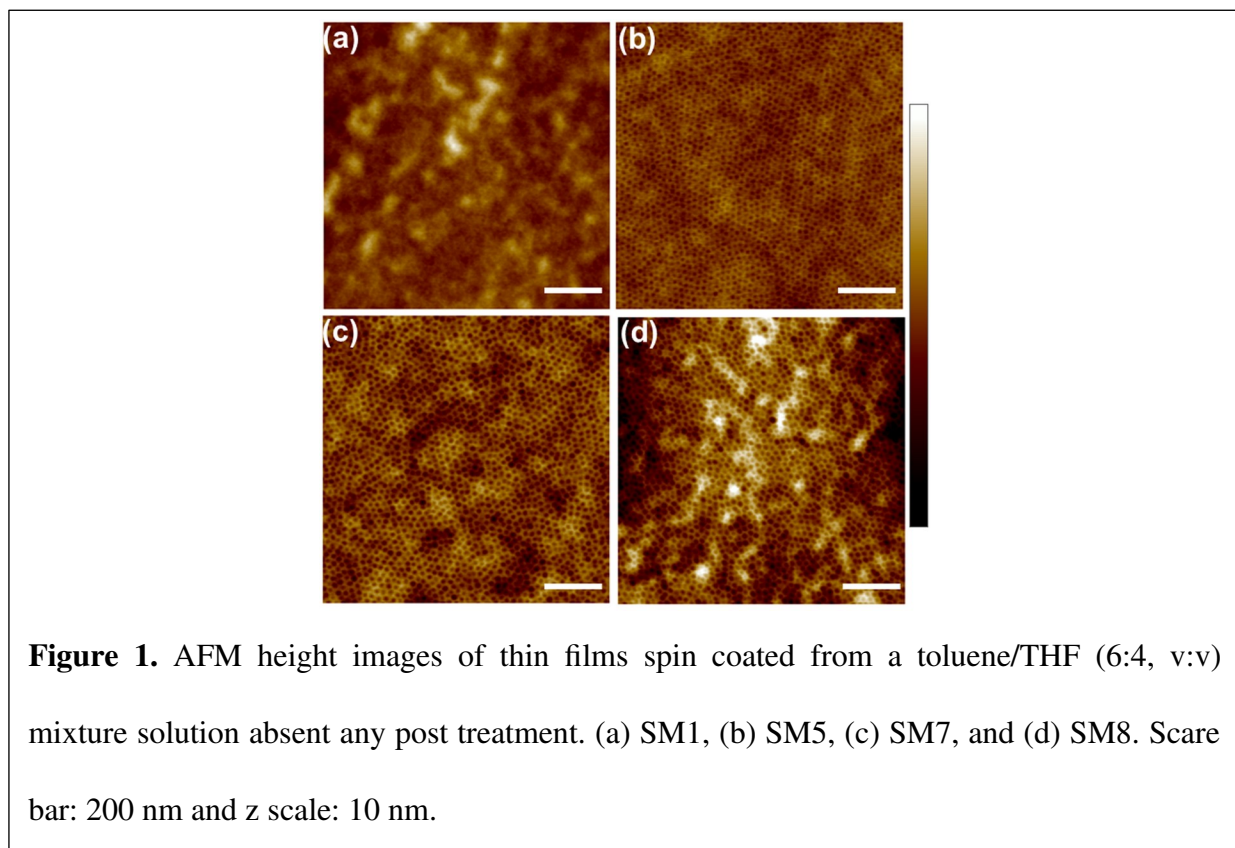 (a)
(b)
(c)
(d)
Figure 1. AFM height images of thin films spin coated from a toluene/THF (6:4, v:v)
mixture solution absent any post treatment. (a) SM1, (b) SM5, (c) SM7, and (d) SM8. Scare
bar: 200 nm and z scale: 10 nm.